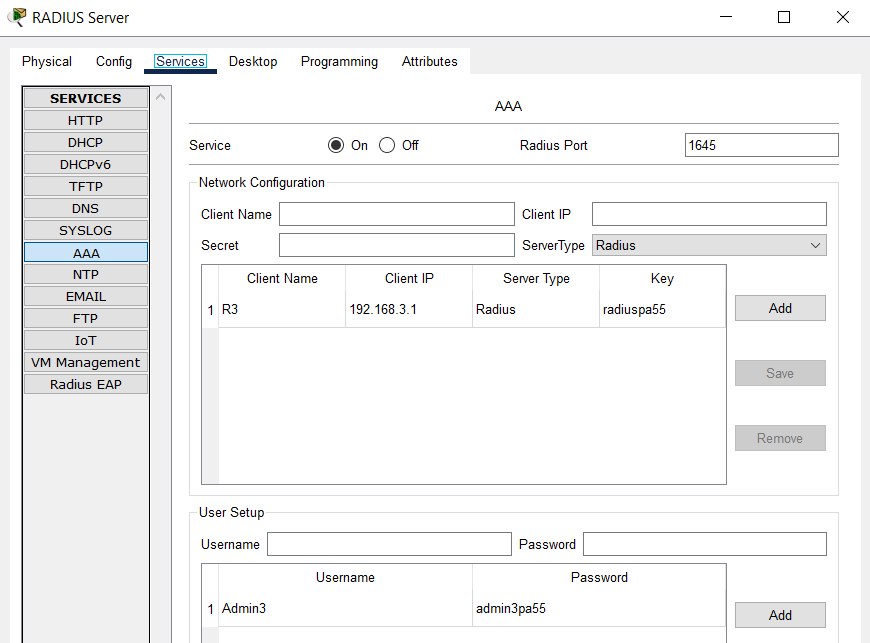 RADIUS Server
Physical Config Services Desktop Programming Attributes
SERVICES
HTTP
DHCP
DHCPv6
TFTP
DNS
SYSLOG
AAA
NTP
EMAIL
FTP
IoT
VM Management
Radius EAP
AAA
Service On Off Radius Port 1645
Network Configuration
Client Name Client IP
Secret ServerType Radius
Client Name Client IP Server Type Key
1 R3 192.168.3.1 Radius radiuspa55
Add
Save
Remove
User Setup
Username Password
Username Password
1 Admin3 admin3pa55
Add